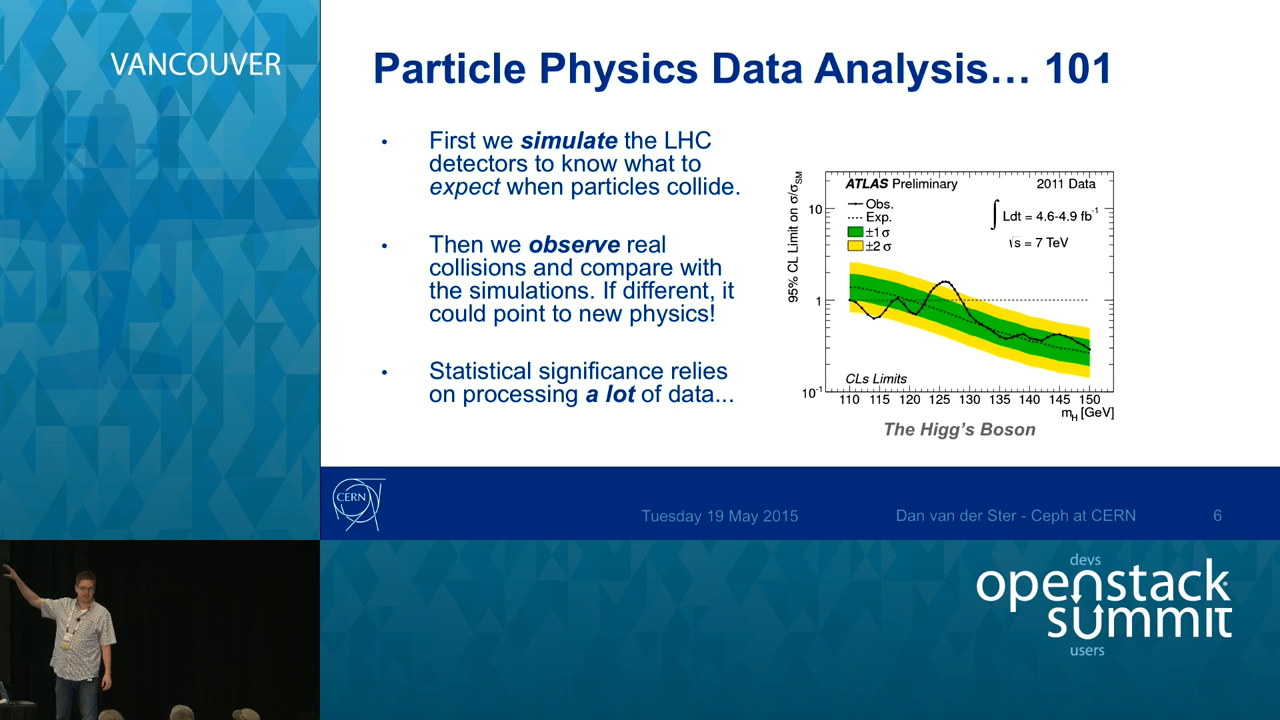 VANCOUVER
Particle Physics Data Analysis… 101
• First we simulate the LHC
detectors to know what to
expect when particles collide.
• Then we observe real
collisions and compare with
the simulations. If different, it
could point to new physics!
• Statistical significance relies
on processing a lot of data...
ATLAS Preliminary
2011 Data
Obs.
Exp.
±1 σ
±2 σ
∫ Ldt = 4.6-4.9 fb⁻¹
√s = 7 TeV
95% CL Limit on σ/σSM
10
1
10⁻¹
CLs Limits
110 115 120 125 130 135 140 145 150
mH [GeV]
The Higg's Boson
CERN
Tuesday 19 May 2015
Dan van der Ster - Ceph at CERN
6
devs
openstack
summit
users